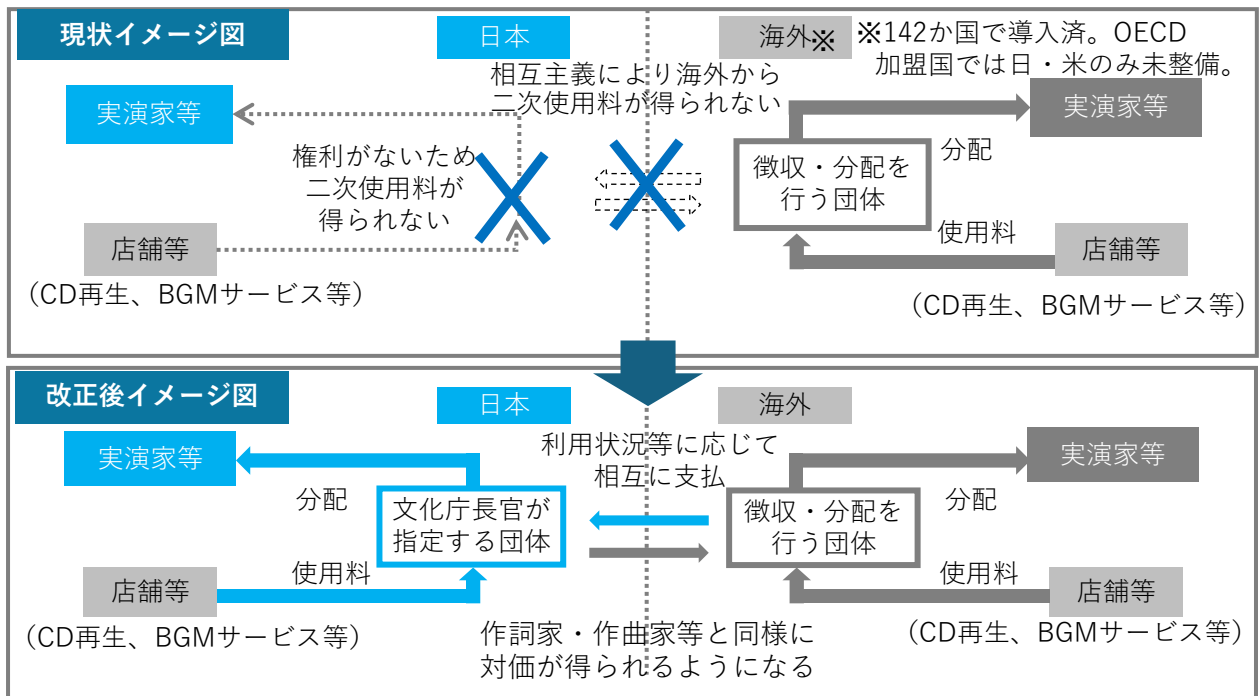 現状イメージ図
日本
海外※
※142か国で導入済。OECD
加盟国では日・米のみ未整備。
相互主義により海外から
二次使用料が得られない
実演家等
権利がないため
二次使用料が
得られない
店舗等
（CD再生、BGMサービス等）
実演家等
分配
徴収・分配を
行う団体
使用料
店舗等
（CD再生、BGMサービス等）
改正後イメージ図
日本
海外
利用状況等に応じて
相互に支払
実演家等
分配
文化庁長官が
指定する団体
使用料
店舗等
（CD再生、BGMサービス等）
実演家等
分配
徴収・分配を
行う団体
使用料
店舗等
（CD再生、BGMサービス等）
作詞家・作曲家等と同様に
対価が得られるようになる